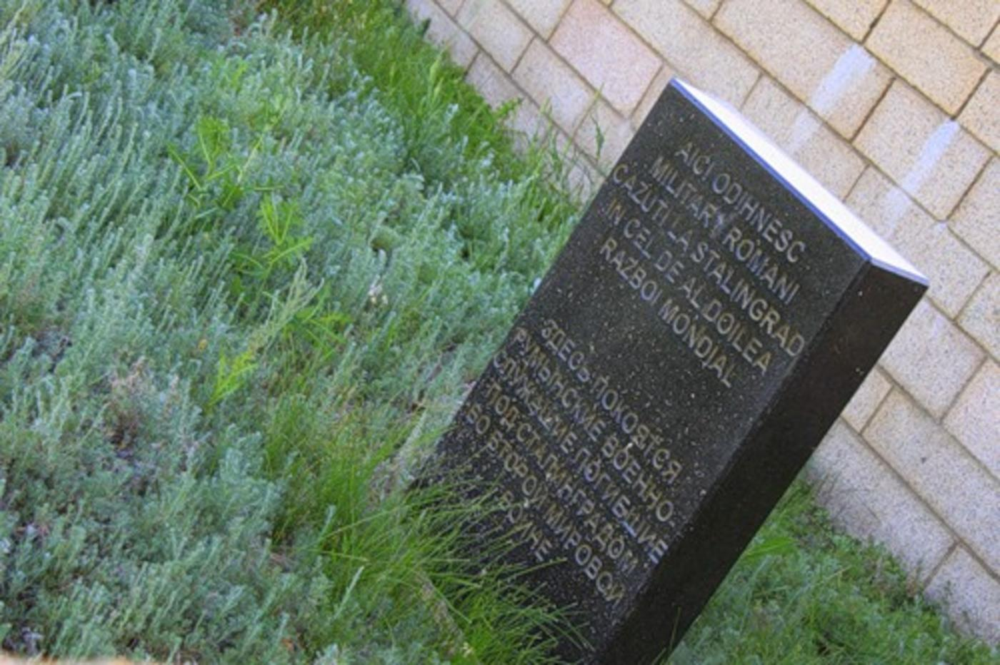 AICI ODIHNESC
MILITARY ROMANI
CAZUTI LA STALINGRAD
IN CEL DE AL DOILEA
RAZBOI MONDIAL
ЗДЕСЬ ПОКОЯТСЯ
РУМЫНСКИЕ ВОЕННО-
СЛУЖАЩИЕ ПОГИБШИЕ
ПОД СТАЛИНГРАДОМ
ВО ВТОРОЙ МИРОВОЙ
ВОЙНЕ